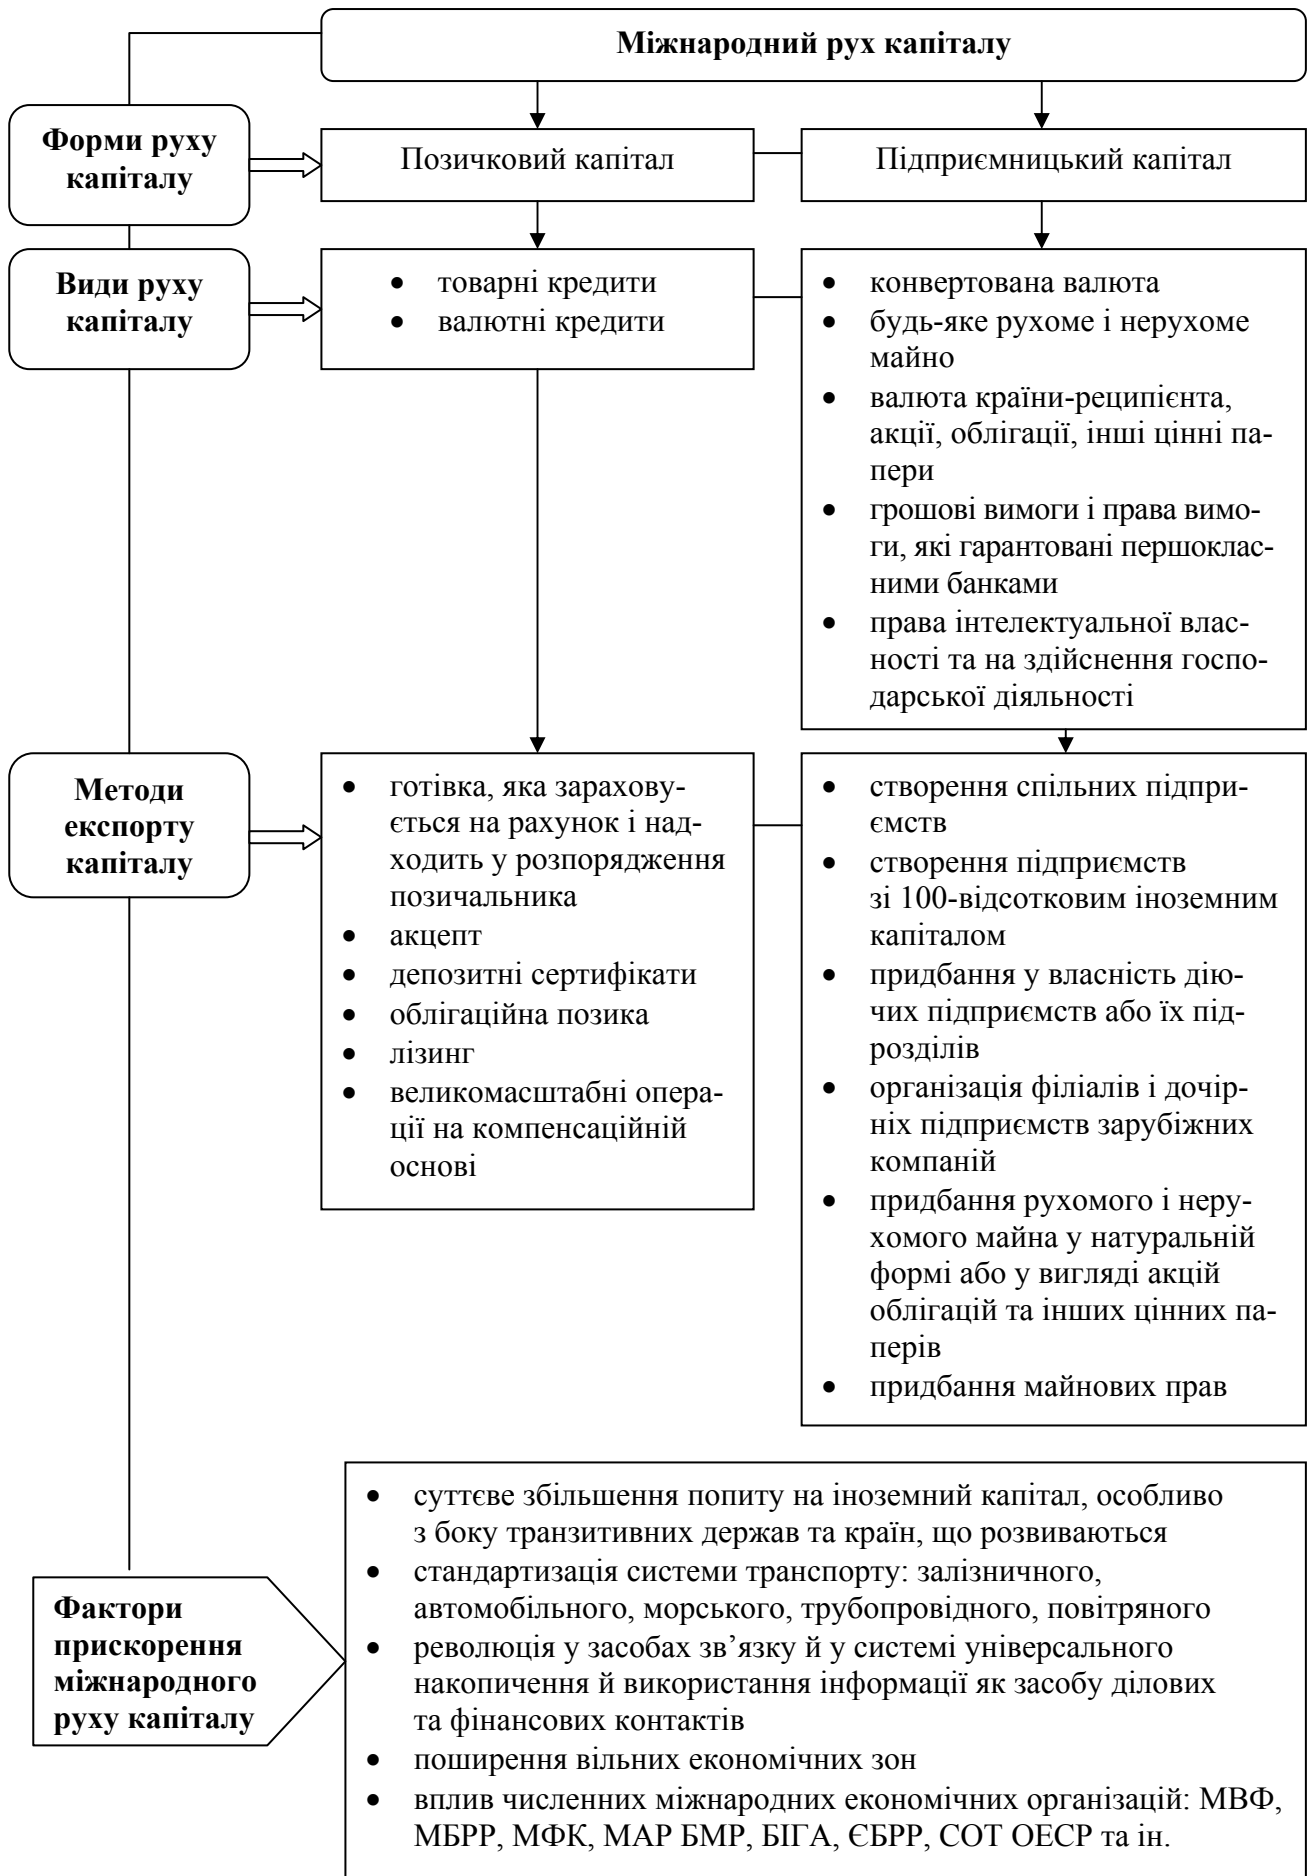 Міжнародний рух капіталу
Форми руху
капіталу
Позичковий капітал
Підприємницький капітал
Види руху
капіталу
• товарні кредити
• валютні кредити
• конвертована валюта
• будь-яке рухоме і нерухоме
майно
• валюта країни-реципієнта,
акції, облігації, інші цінні па-
пери
• грошові вимоги і права вимо-
ги, які гарантовані першоклас-
ними банками
• права інтелектуальної влас-
ності та на здійснення госпо-
дарської діяльності
Методи
експорту
капіталу
• готівка, яка зарахову-
ється на рахунок і над-
ходить у розпорядження
позичальника
• акцепт
• депозитні сертифікати
• облігаційна позика
• лізинг
• великомасштабні опера-
ції на компенсаційній
основі
• створення спільних підпри-
ємств
• створення підприємств
зі 100-відсотковим іноземним
капіталом
• придбання у власність дію-
чих підприємств або їх під-
розділів
• організація філіалів і дочір-
ніх підприємств зарубіжних
компаній
• придбання рухомого і неру-
хомого майна у натуральній
формі або у вигляді акцій
облігацій та інших цінних па-
перів
• придбання майнових прав
Фактори
прискорення
міжнародного
руху капіталу
• суттєве збільшення попиту на іноземний капітал, особливо
з боку транзитивних держав та країн, що розвиваються
• стандартизація системи транспорту: залізничного,
автомобільного, морського, трубопровідного, повітряного
• революція у засобах зв’язку й у системі універсального
накопичення й використання інформації як засобу ділових
та фінансових контактів
• поширення вільних економічних зон
• вплив численних міжнародних економічних організацій: МВФ,
МБРР, МФК, МАР БМР, БІГА, ЄБРР, СОТ ОЕСР та ін.